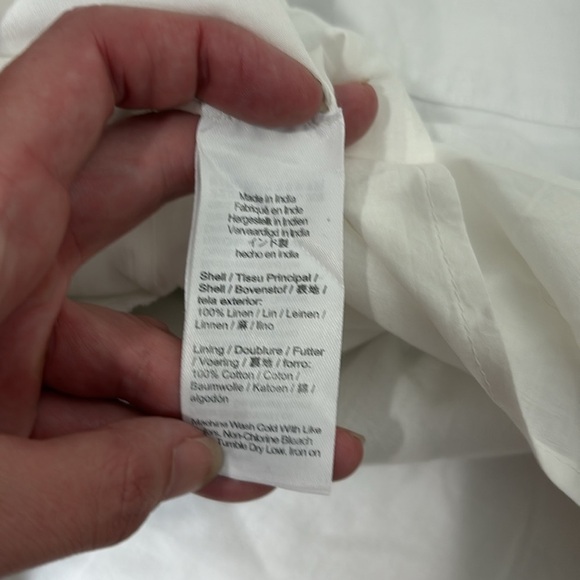 Made in India
Fabriqué en Inde
Hergestellt in Indien
Vervaardigd in India
インド製
hecho en india
Shell / Tissu Principal /
Shell / Bovenstof / 表地 /
tela exterior:
100% Linen / Lin / Leinen /
Linnen / 麻 / lino
Lining / Doublure / Futter
/ Voering / 裏地 / forro:
100% Cotton / Coton /
Baumwolle / Katoen / 綿 /
algodón
Machine Wash Cold With Like
Non-Chlorine Bleach
Tumble Dry Low. Iron on